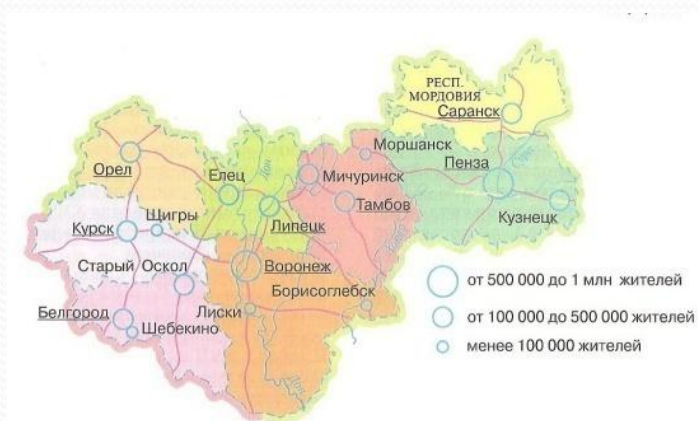 РЕСП.
МОРДОВИЯ
Саранск
Моршанск
Пенза
Орел
Елец
Дон
Мичуринск
Тамбов
Кузнецк
Щигры
Курск
Липецк
Старый Оскол
Воронеж
Борисоглебск
Белгород
Лиски
Шебекино
Дон
от 500 000 до 1 млн жителей
от 100 000 до 500 000 жителей
менее 100 000 жителей